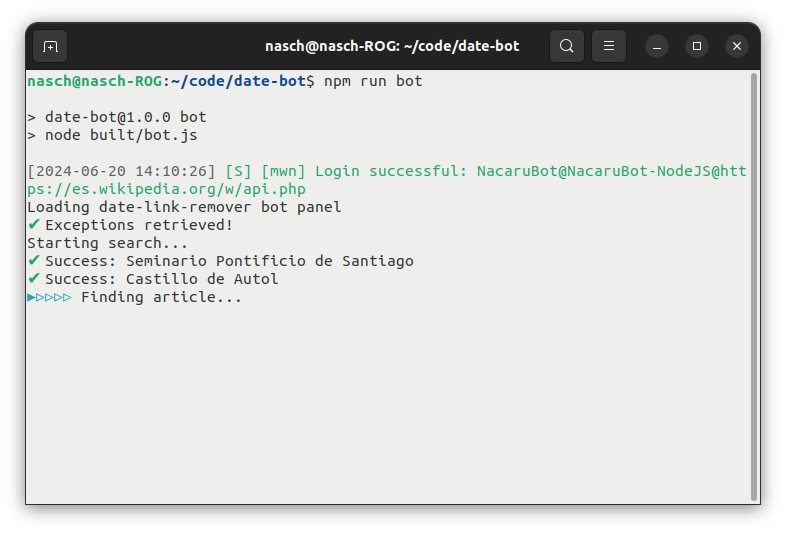 nasch@nasch-ROG: ~/code/date-bot
nasch@nasch-ROG:~/code/date-bot$ npm run bot
> date-bot@1.0.0 bot
> node built/bot.js
[2024-06-20 14:10:26] [S] [mwn] Login successful: NacaruBot@NacaruBot-NodeJS@htt
ps://es.wikipedia.org/w/api.php
Loading date-link-remover bot panel
✔ Exceptions retrieved!
Starting search...
✔ Success: Seminario Pontificio de Santiago
✔ Success: Castillo de Autol
▶▷▷▷▷ Finding article...